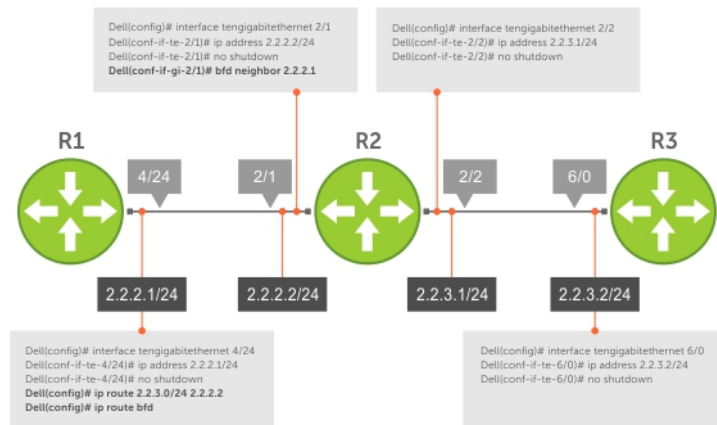 Dell(config)# interface tengigabitethernet 2/1
Dell(conf-if-te-2/1)# ip address 2.2.2.2/24
Dell(conf-if-te-2/1)# no shutdown
Dell(conf-if-gi-2/1)# bfd neighbor 2.2.2.1
Dell(config)# interface tengigabitethernet 2/2
Dell(conf-if-te-2/2)# ip address 2.2.3.1/24
Dell(conf-if-te-2/2)# no shutdown
R1
R2
R3
4/24
2/1
2/2
6/0
2.2.2.1/24
2.2.2.2/24
2.2.3.1/24
2.2.3.2/24
Dell(config)# interface tengigabitethernet 4/24
Dell(conf-if-te-4/24)# ip address 2.2.2.1/24
Dell(conf-if-te-4/24)# no shutdown
Dell(config)# ip route 2.2.3.0/24 2.2.2.2
Dell(config)# ip route bfd
Dell(config)# interface tengigabitethernet 6/0
Dell(conf-if-te-6/0)# ip address 2.2.3.2/24
Dell(conf-if-te-6/0)# no shutdown